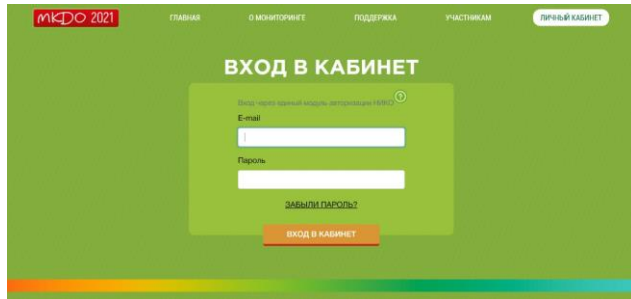 МКДО 2021
ГЛАВНАЯ
О МОНИТОРИНГЕ
ПОДДЕРЖКА
УЧАСТНИКАМ
ЛИЧНЫЙ КАБИНЕТ
ВХОД В КАБИНЕТ
Вход через единый модуль авторизации НИКО ?
E-mail
Пароль
ЗАБЫЛИ ПАРОЛЬ?
ВХОД В КАБИНЕТ